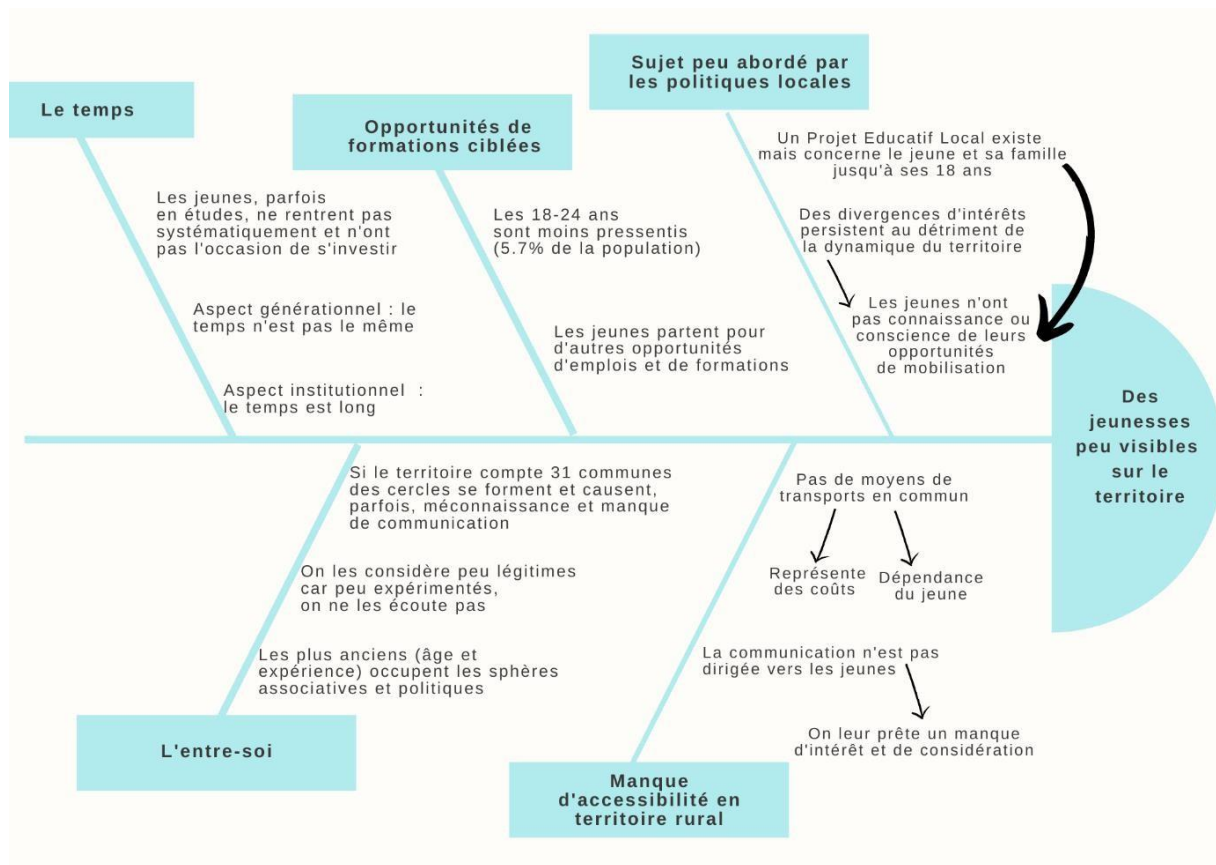 Le temps
Les jeunes, parfois
en études, ne rentrent pas
systématiquement et n'ont
pas l'occasion de s'investir
Aspect générationnel : le
temps n'est pas le même
Aspect institutionnel :
le temps est long
Opportunités de
formations ciblées
Les 18-24 ans
sont moins pressentis
(5.7% de la population)
Les jeunes partent pour
d'autres opportunités
d'emplois et de formations
Sujet peu abordé par
les politiques locales
Un Projet Educatif Local existe
mais concerne le jeune et sa famille
jusqu'à ses 18 ans
Des divergences d'intérêts
persistent au détriment de
la dynamique du territoire
Les jeunes n'ont
pas connaissance ou
conscience de leurs
opportunités
de mobilisation
Des
jeunesses
peu visibles
sur le
territoire
Si le territoire compte 31 communes
des cercles se forment et causent,
parfois, méconnaissance et manque
de communication
On les considère peu légitimes
car peu expérimentés,
on ne les écoute pas
Les plus anciens (âge et
expérience) occupent les sphères
associatives et politiques
L'entre-soi
Pas de moyens de
transports en commun
Représente
des coûts
Dépendance
du jeune
La communication n'est pas
dirigée vers les jeunes
On leur prête un manque
d'intérêt et de considération
Manque
d'accessibilité en
territoire rural